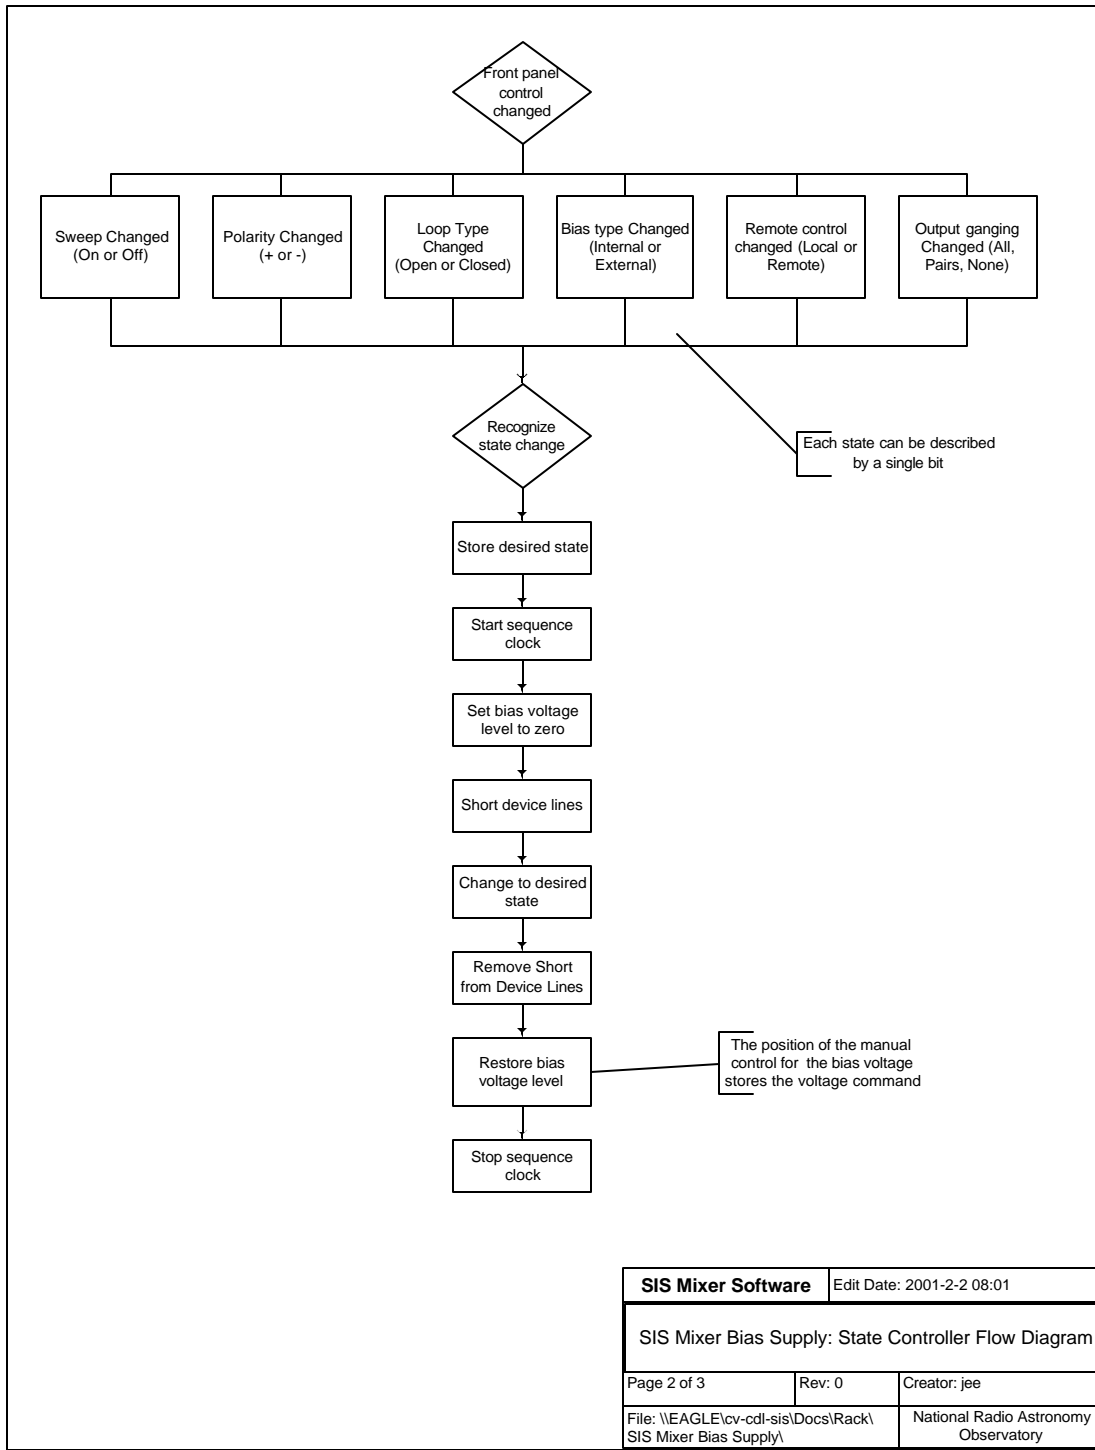 Front panel
control
changed
Sweep Changed
(On or Off)
Polarity Changed
(+ or -)
Loop Type
Changed
(Open or Closed)
Bias type Changed
(Internal or
External)
Remote control
changed (Local or
Remote)
Output ganging
Changed (All,
Pairs, None)
Recognize
state change
Each state can be described
by a single bit
Store desired state
Start sequence
clock
Set bias voltage
level to zero
Short device lines
Change to desired
state
Remove Short
from Device Lines
Restore bias
voltage level
The position of the manual
control for the bias voltage
stores the voltage command
Stop sequence
clock
SIS Mixer Software
Edit Date: 2001-2-2 08:01
SIS Mixer Bias Supply: State Controller Flow Diagram
Page 2 of 3
Rev: 0
Creator: jee
File: \\EAGLE\cv-cdl-sis\Docs\Rack\
SIS Mixer Bias Supply\
National Radio Astronomy
Observatory